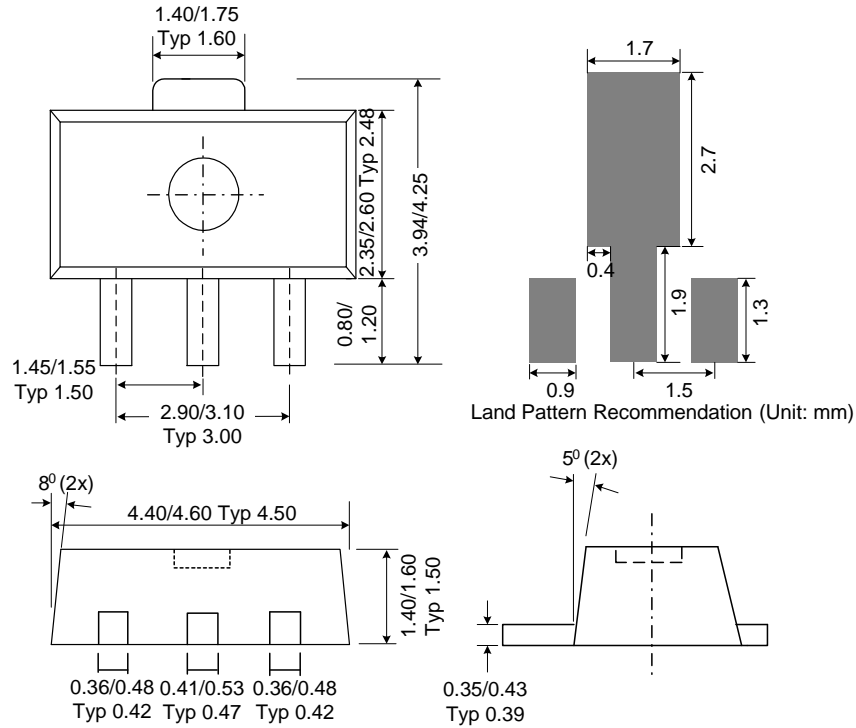 1.40/1.75
Typ 1.60
2.35/2.60 Typ 2.48
3.94/4.25
0.80/
1.20
1.45/1.55
Typ 1.50
2.90/3.10
Typ 3.00
1.7
2.7
0.4
1.9
1.3
0.9
1.5
Land Pattern Recommendation (Unit: mm)
8⁰ (2x)
4.40/4.60 Typ 4.50
1.40/1.60
Typ 1.50
0.36/0.48
Typ 0.42
0.41/0.53
Typ 0.47
0.36/0.48
Typ 0.42
5⁰ (2x)
0.35/0.43
Typ 0.39